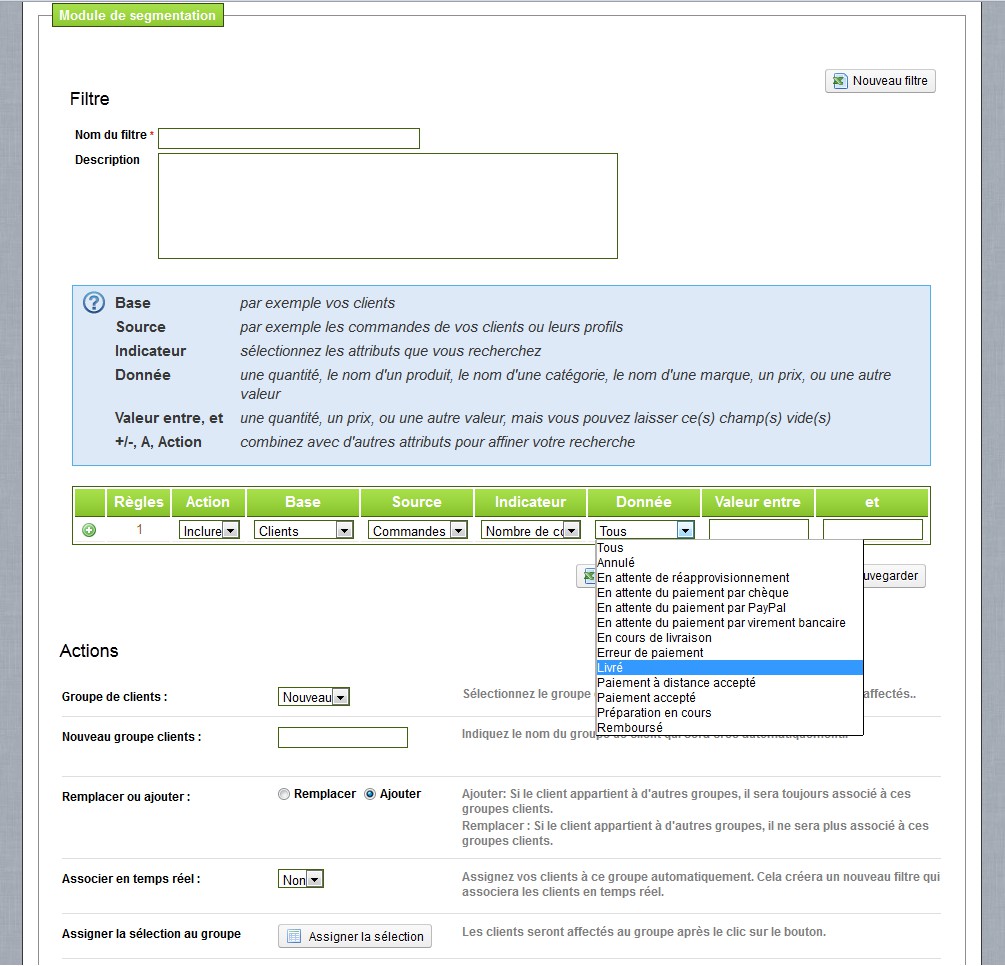 Module de segmentation
Nouveau filtre
Filtre
Nom du filtre *
Description
Base par exemple vos clients
Source par exemple les commandes de vos clients ou leurs profils
Indicateur sélectionnez les attributs que vous recherchez
Donnée une quantité, le nom d'un produit, le nom d'une catégorie, le nom d'une marque, un prix, ou une autre
valeur
Valeur entre, et une quantité, un prix, ou une autre valeur, mais vous pouvez laisser ce(s) champ(s) vide(s)
+/-, A, Action combinez avec d'autres attributs pour affiner votre recherche
Règles Action Base Source Indicateur Donnée Valeur entre et
1 Inclure Clients Commandes Nombre de Tous
Tous
Annulé
En attente de réapprovisionnement
En attente du paiement par chèque
En attente du paiement par PayPal
En attente du paiement par virement bancaire
En cours de livraison
Erreur de paiement
Livré
Paiement à distance accepté
Paiement accepté
Préparation en cours
Remboursé
uvegarder
Actions
Groupe de clients : Nouveau Sélectionnez le groupe affectés..
Nouveau groupe clients : Indiquez le nom du groupe
Remplacer ou ajouter : Remplacer Ajouter Ajouter: Si le client appartient à d'autres groupes, il sera toujours associé à ces
groupes clients.
Remplacer : Si le client appartient à d'autres groupes, il ne sera plus associé à ces
groupes clients.
Associer en temps réel : Non Assignez vos clients à ce groupe automatiquement. Cela créera un nouveau filtre qui
associera les clients en temps réel.
Assigner la sélection au groupe Assigner la sélection Les clients seront affectés au groupe après le clic sur le bouton.